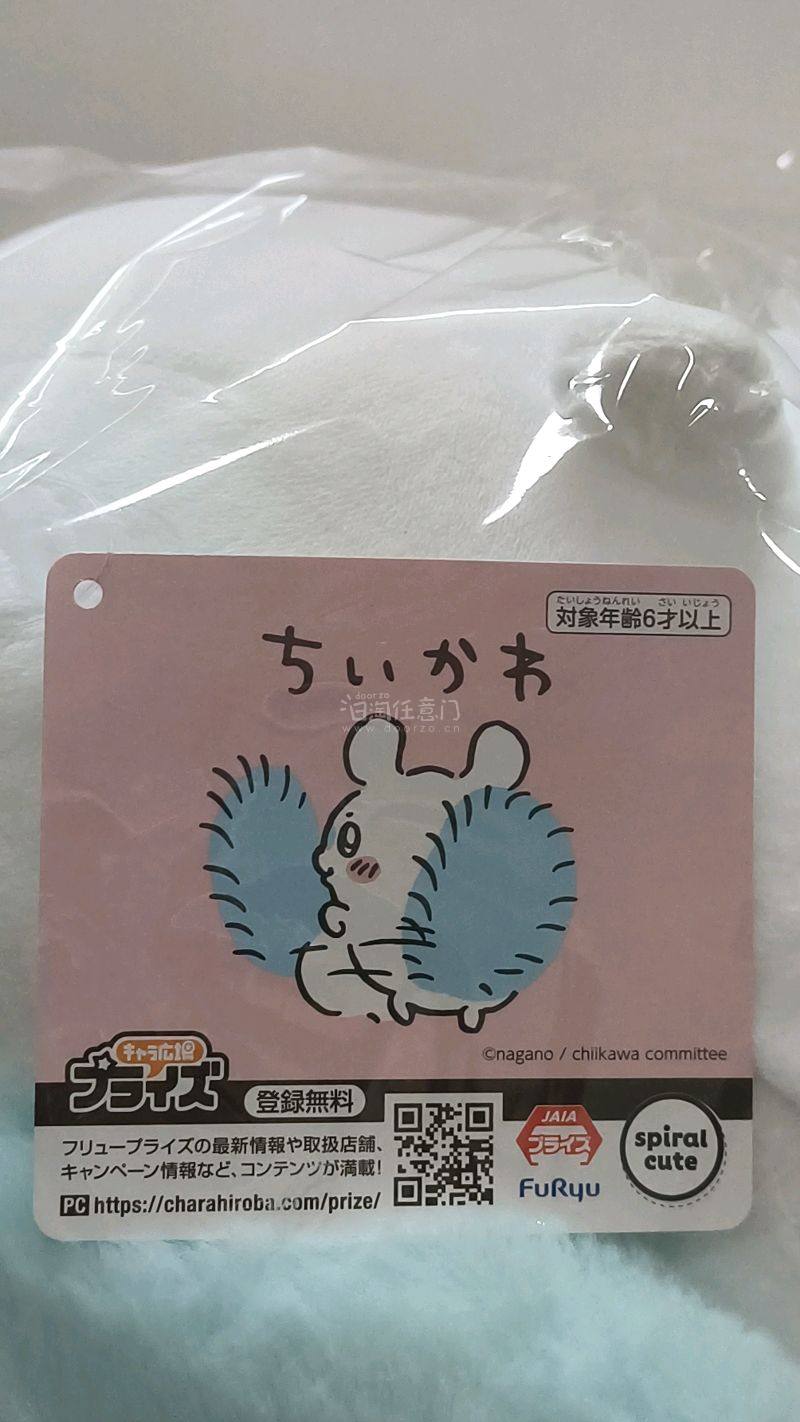 たいしょうねんれい さい いじょう
対象年齢6才以上
ちいかわ
doorzo
日淘任意门
www.doorzo.cn
©nagano / chiikawa committee
キャラ広場
プライズ
登録無料
フリュープライズの最新情報や取扱店舗、
キャンペーン情報など、コンテンツが満載!
PC https://charahiroba.com/prize/
JAIA
プライズ
FuRyu
spiral
cute